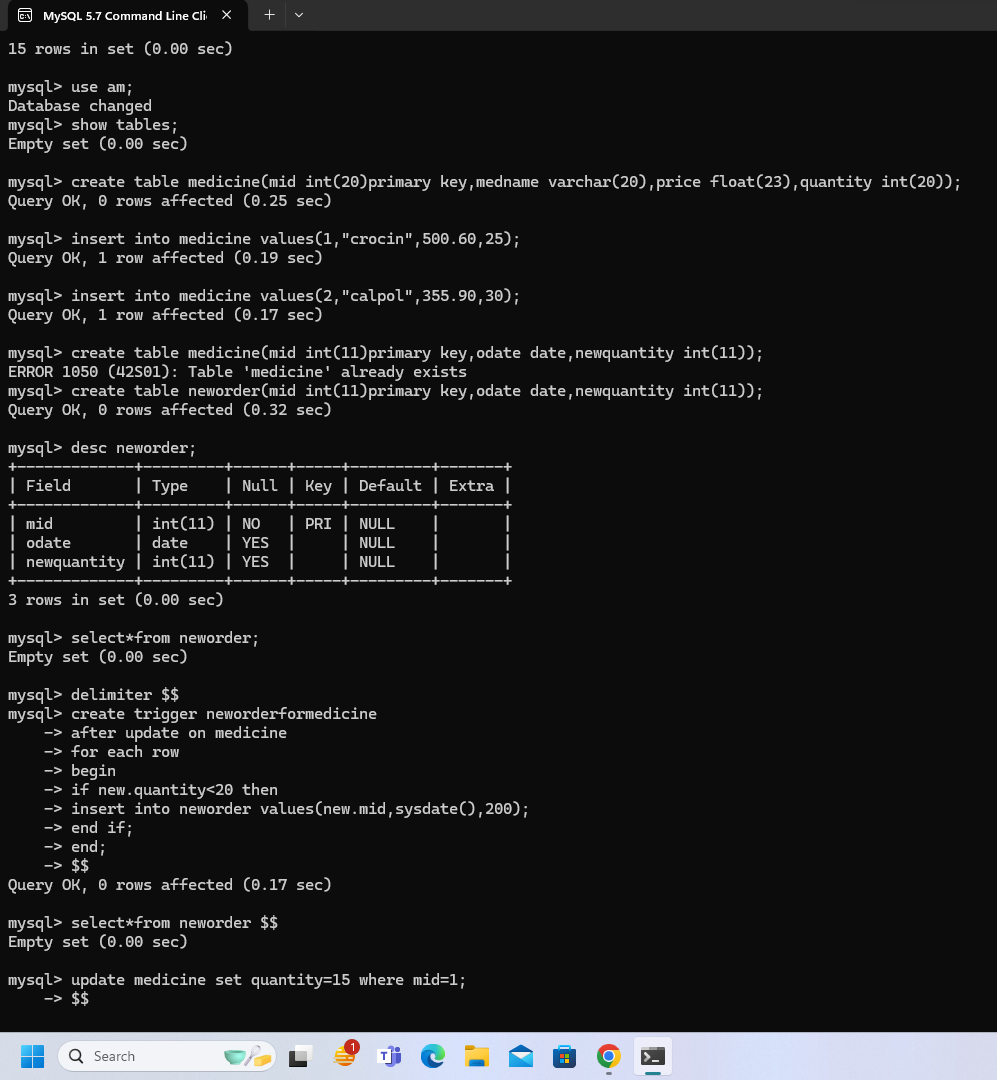 MySQL 5.7 Command Line Cli
15 rows in set (0.00 sec)
mysql> use am;
Database changed
mysql> show tables;
Empty set (0.00 sec)
mysql> create table medicine(mid int(20)primary key,medname varchar(20),price float(23),quantity int(20));
Query OK, 0 rows affected (0.25 sec)
mysql> insert into medicine values(1,"crocin",500.60,25);
Query OK, 1 row affected (0.19 sec)
mysql> insert into medicine values(2,"calpol",355.90,30);
Query OK, 1 row affected (0.17 sec)
mysql> create table medicine(mid int(11)primary key,odate date,newquantity int(11));
ERROR 1050 (42S01): Table 'medicine' already exists
mysql> create table neworder(mid int(11)primary key,odate date,newquantity int(11));
Query OK, 0 rows affected (0.32 sec)
mysql> desc neworder;
+-------------+---------+------+-----+---------+-------+
| Field       | Type    | Null | Key | Default | Extra |
+-------------+---------+------+-----+---------+-------+
| mid         | int(11) | NO   | PRI | NULL    |       |
| odate       | date    | YES  |     | NULL    |       |
| newquantity | int(11) | YES  |     | NULL    |       |
+-------------+---------+------+-----+---------+-------+
3 rows in set (0.00 sec)
mysql> select*from neworder;
Empty set (0.00 sec)
mysql> delimiter $$
mysql> create trigger neworderformedicine
    -> after update on medicine
    -> for each row
    -> begin
    -> if new.quantity<20 then
    -> insert into neworder values(new.mid,sysdate(),200);
    -> end if;
    -> end;
    -> $$
Query OK, 0 rows affected (0.17 sec)
mysql> select*from neworder $$
Empty set (0.00 sec)
mysql> update medicine set quantity=15 where mid=1;
    -> $$
Search
1